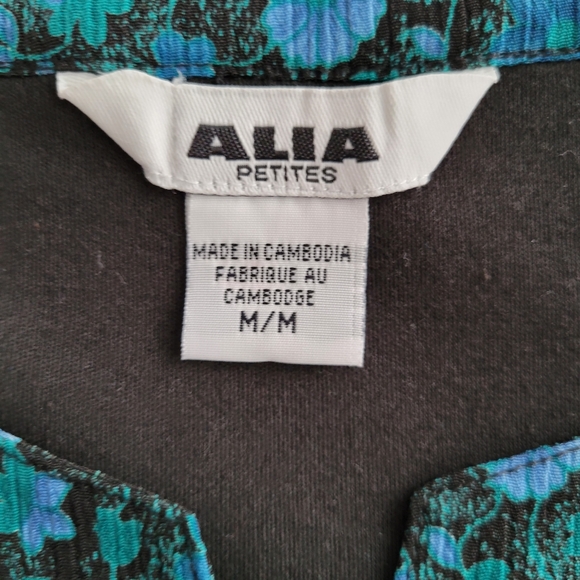 ALIA
PETITES
MADE IN CAMBODIA
FABRIQUE AU
CAMBODGE
M/M